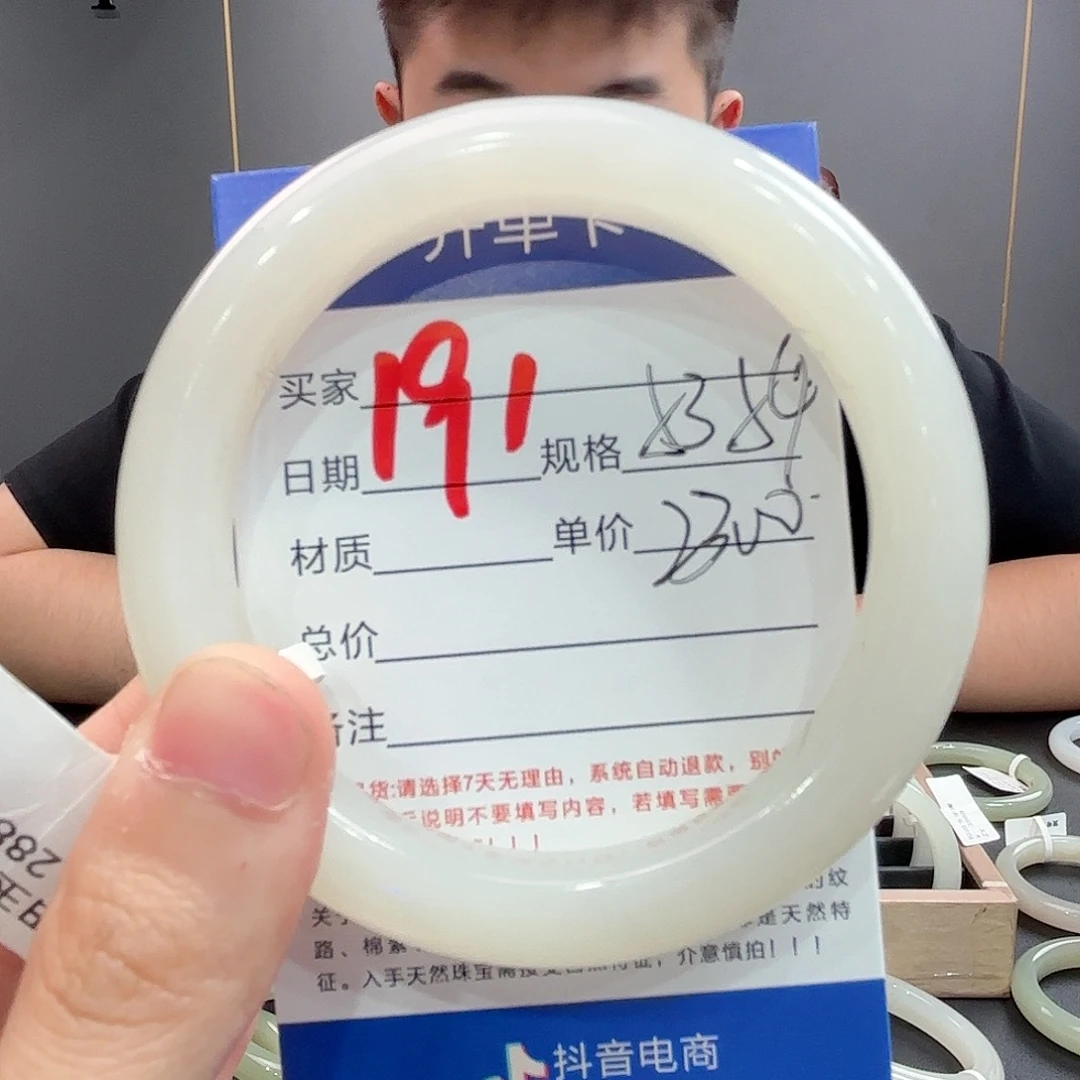 开单卡
买家
191
日期
规格
材质
单价 2300
总价
备注
货:请选择7天无理由，系统自动退款，别
说明不要填写内容，若填写需要
！！！
的纹
路、棉絮
是天然特
征。入手天然珠宝需接受自然特征，介意慎拍！！！
抖音电商
288